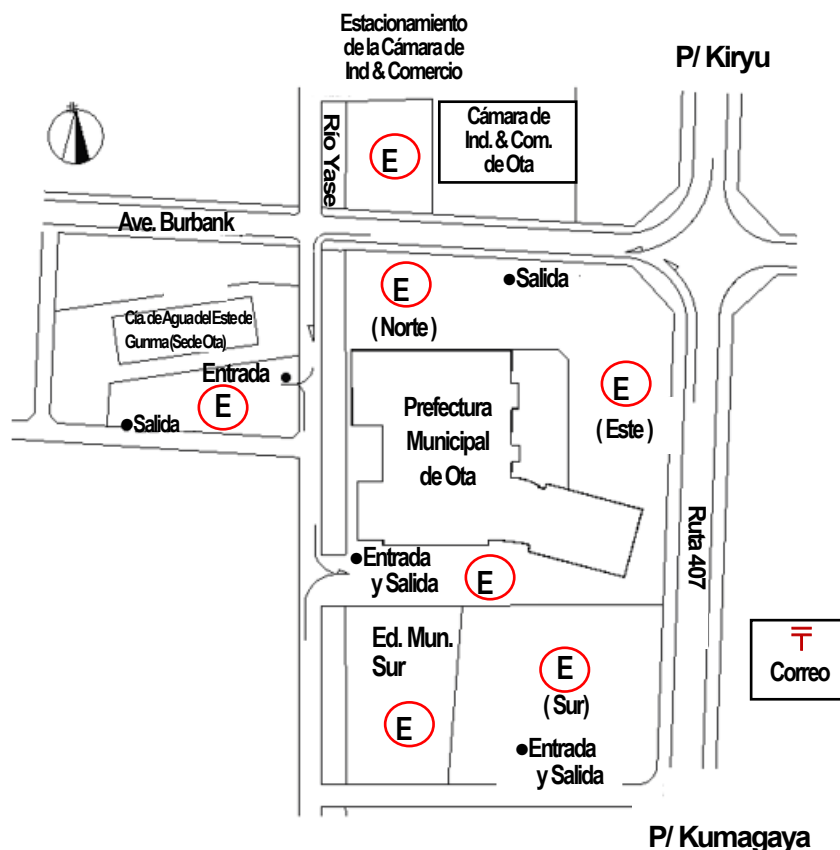 Estacionamiento
de la Cámara de
Ind & Comercio
P/ Kiryu
Río Yase
E
Cámara de
Ind. & Com.
de Ota
Ave. Burbank
E
(Norte)
Salida
Cía de Agua del Este de
Gunma (Sede Ota)
Entrada
E
Salida
Prefectura
Municipal
de Ota
E
(Este)
Ruta 407
Entrada
y Salida
E
Ed. Mun.
Sur
E
E
(Sur)
Entrada
y Salida
〒
Correo
P/ Kumagaya